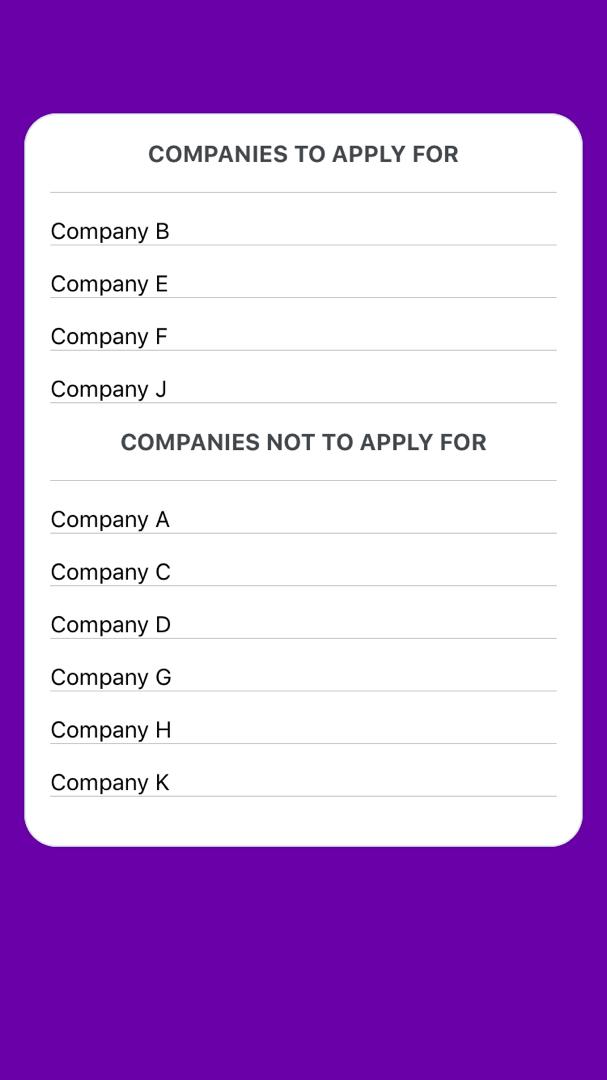 COMPANIES TO APPLY FOR
Company B
Company E
Company F
Company J
COMPANIES NOT TO APPLY FOR
Company A
Company C
Company D
Company G
Company H
Company K